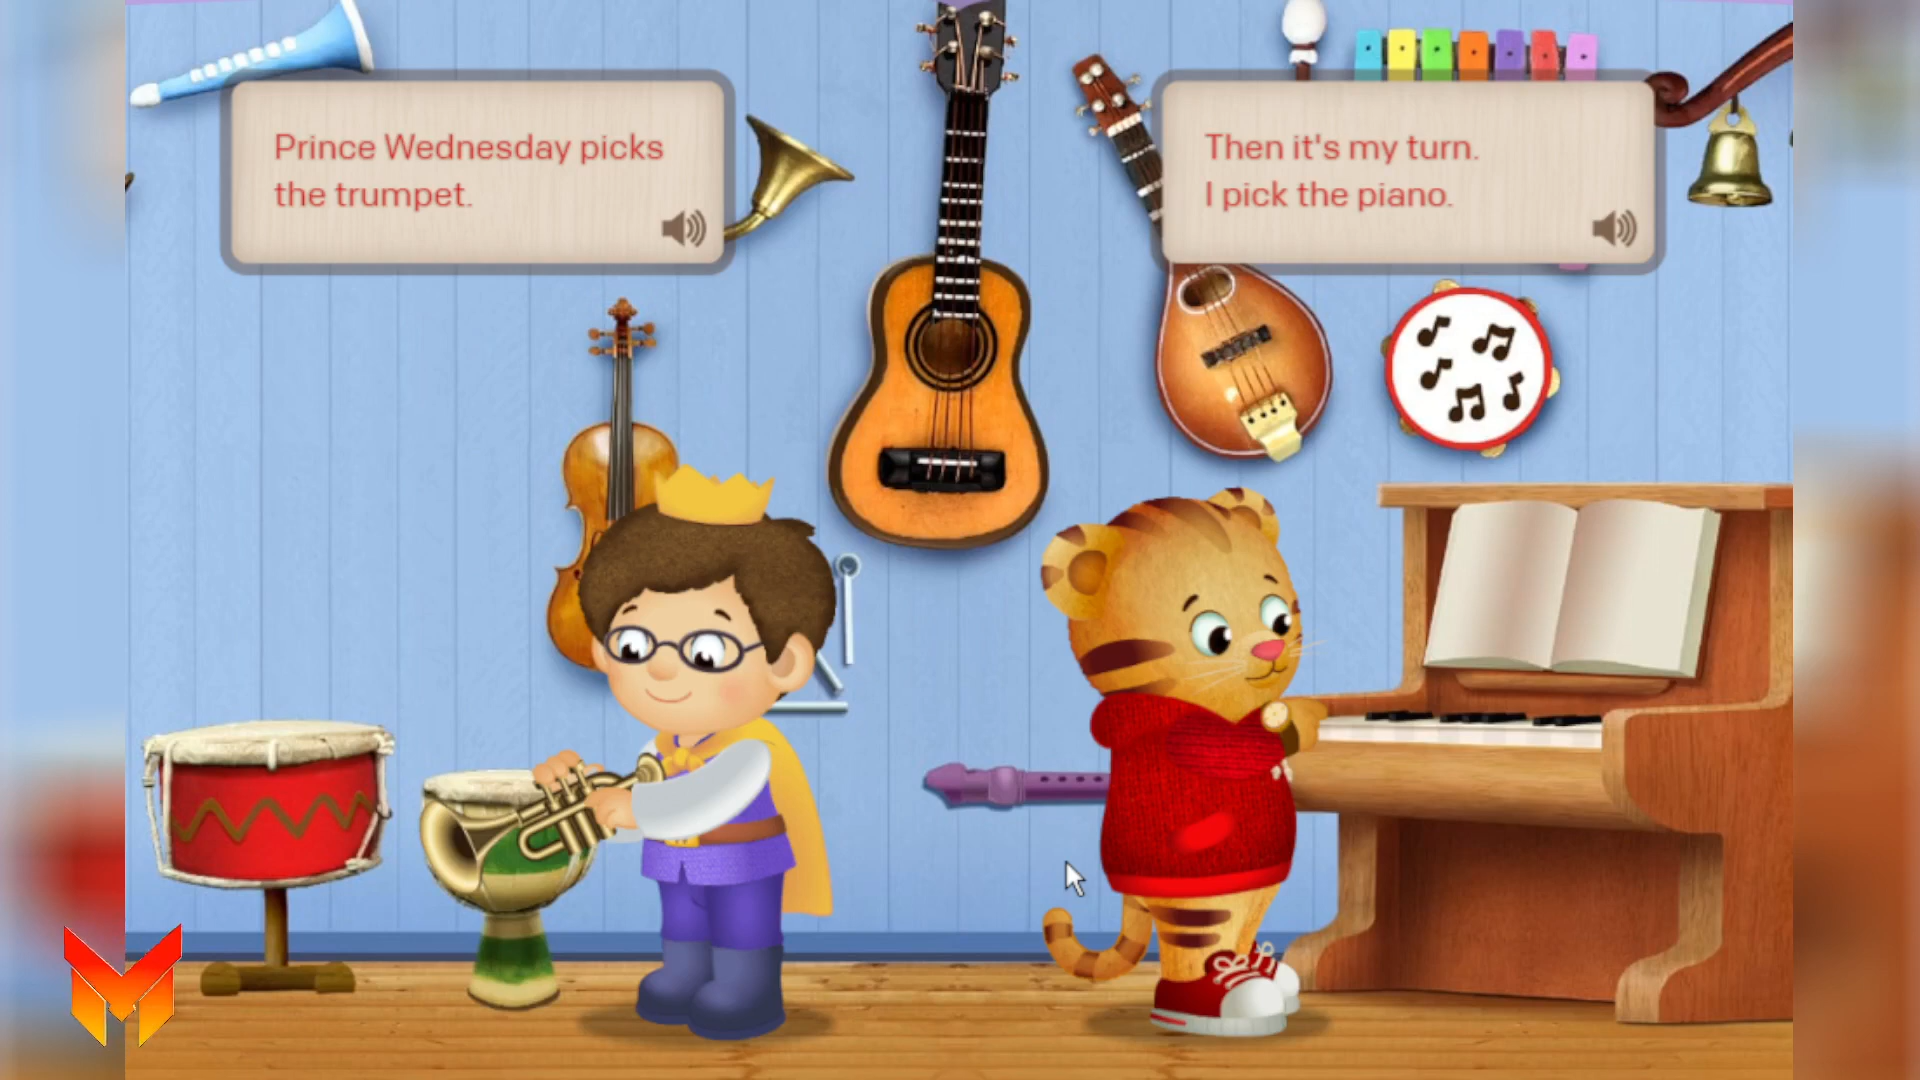 Prince Wednesday picks
the trumpet.
Then it's my turn.
I pick the piano.